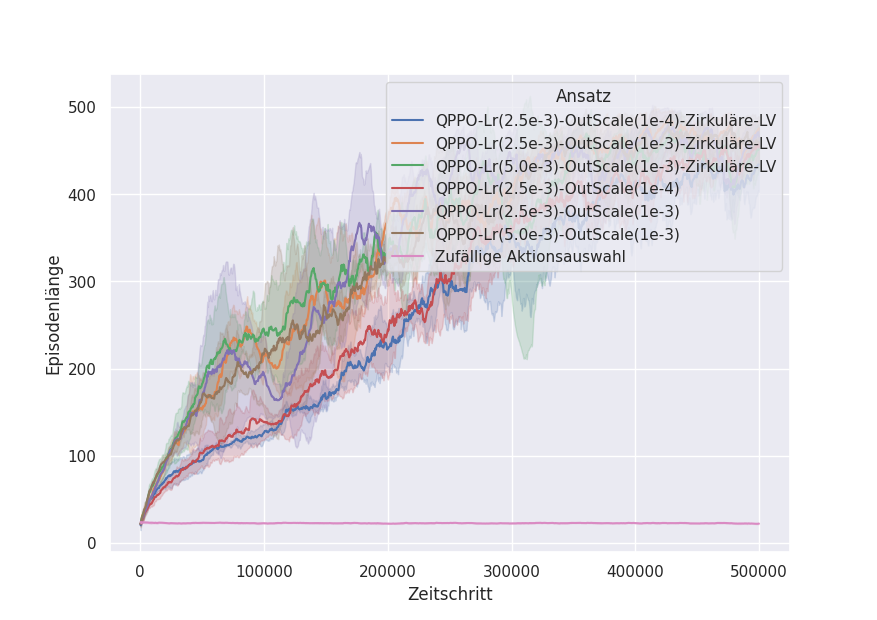 Ansatz
QPPO-Lr(2.5e-3)-OutScale(1e-4)-Zirkuläre-LV
QPPO-Lr(2.5e-3)-OutScale(1e-3)-Zirkuläre-LV
QPPO-Lr(5.0e-3)-OutScale(1e-3)-Zirkuläre-LV
QPPO-Lr(2.5e-3)-OutScale(1e-4)
QPPO-Lr(2.5e-3)-OutScale(1e-3)
QPPO-Lr(5.0e-3)-OutScale(1e-3)
Zufällige Aktionsauswahl
Episodenlänge
500
400
300
200
100
0
0 100000 200000 300000 400000 500000
Zeitschritt